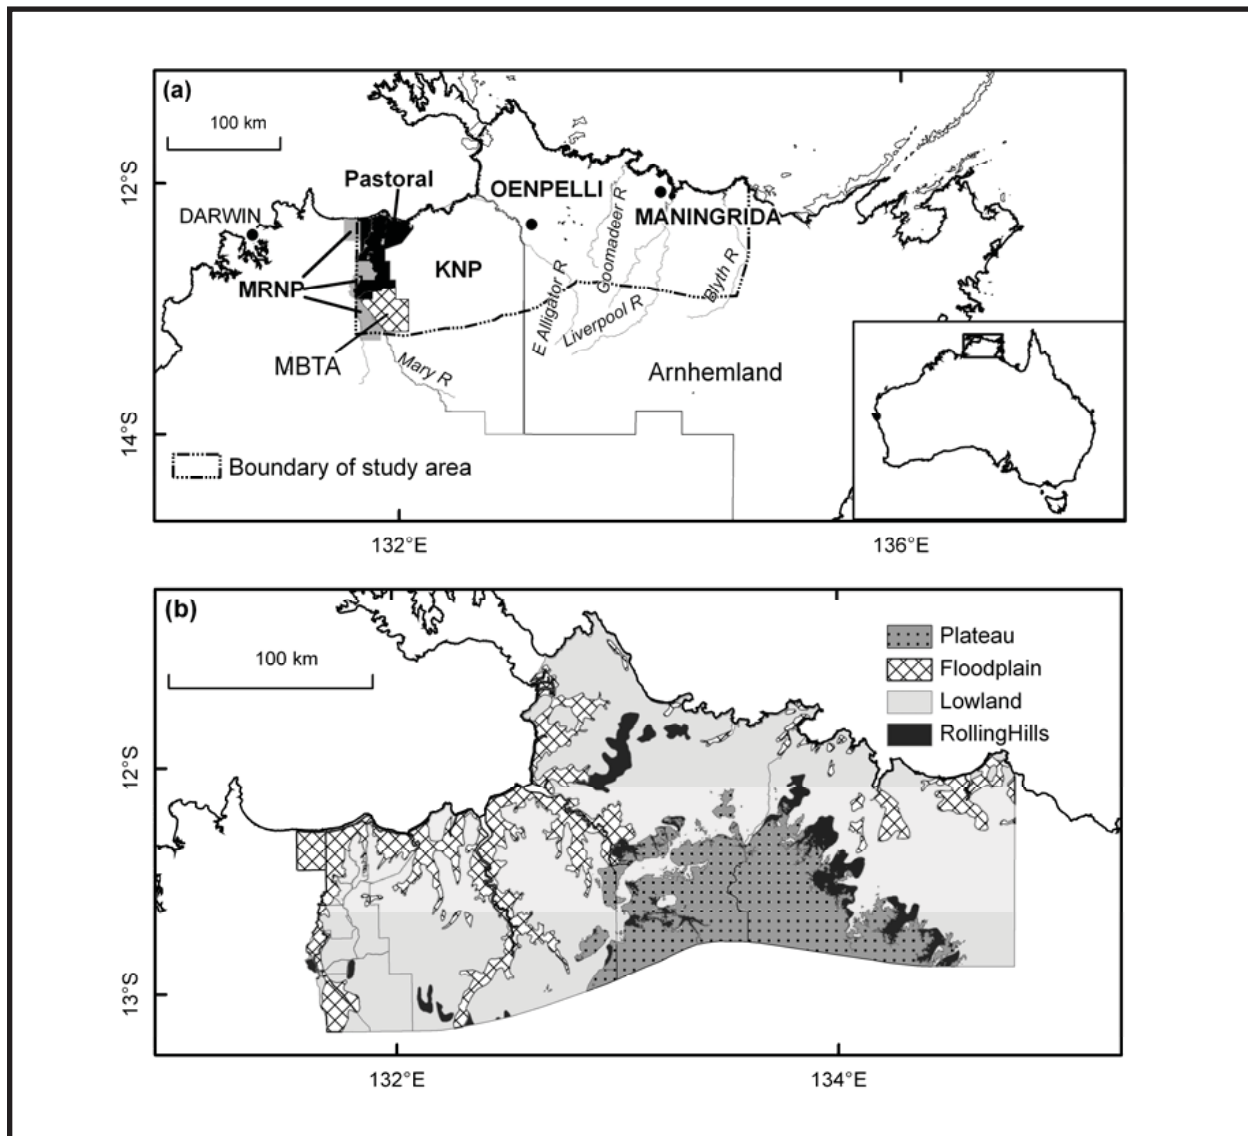 (a)
100 km
12°S
Pastoral
OENPELLI
DARWIN
MANINGRIDA
Goomadeer R
KNP
MRNP
Blyth R
E Alligator R
Liverpool R
MBTA
Mary R
Arnhemland
14°S
Boundary of study area
132°E
136°E
(b)
100 km
Plateau
Floodplain
Lowland
RollingHills
12°S
13°S
132°E
134°E